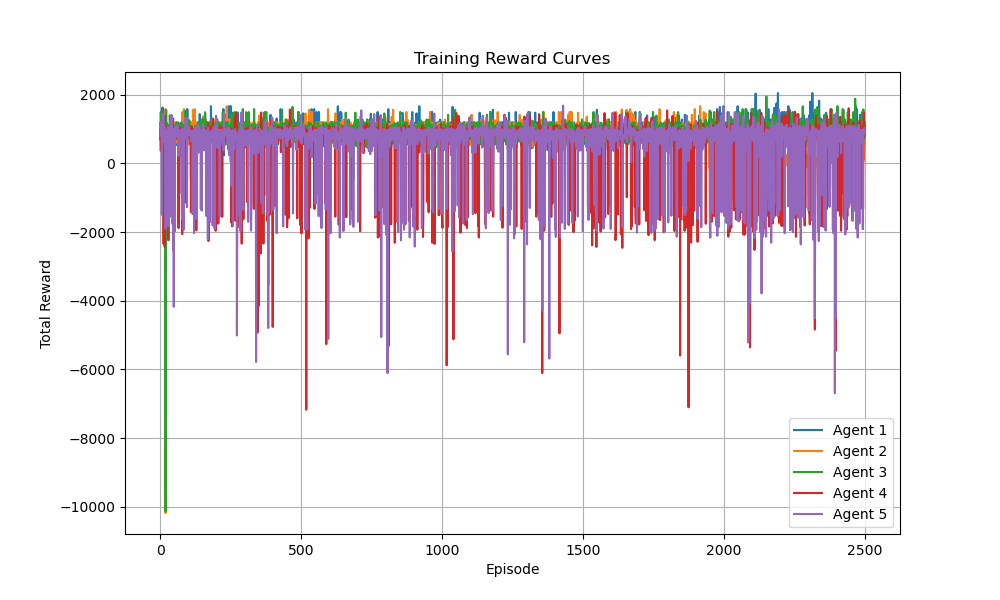 Training Reward Curves
2000
0
−2000
−4000
−6000
−8000
−10000
Total Reward
0
500
1000
1500
2000
2500
Episode
Agent 1
Agent 2
Agent 3
Agent 4
Agent 5